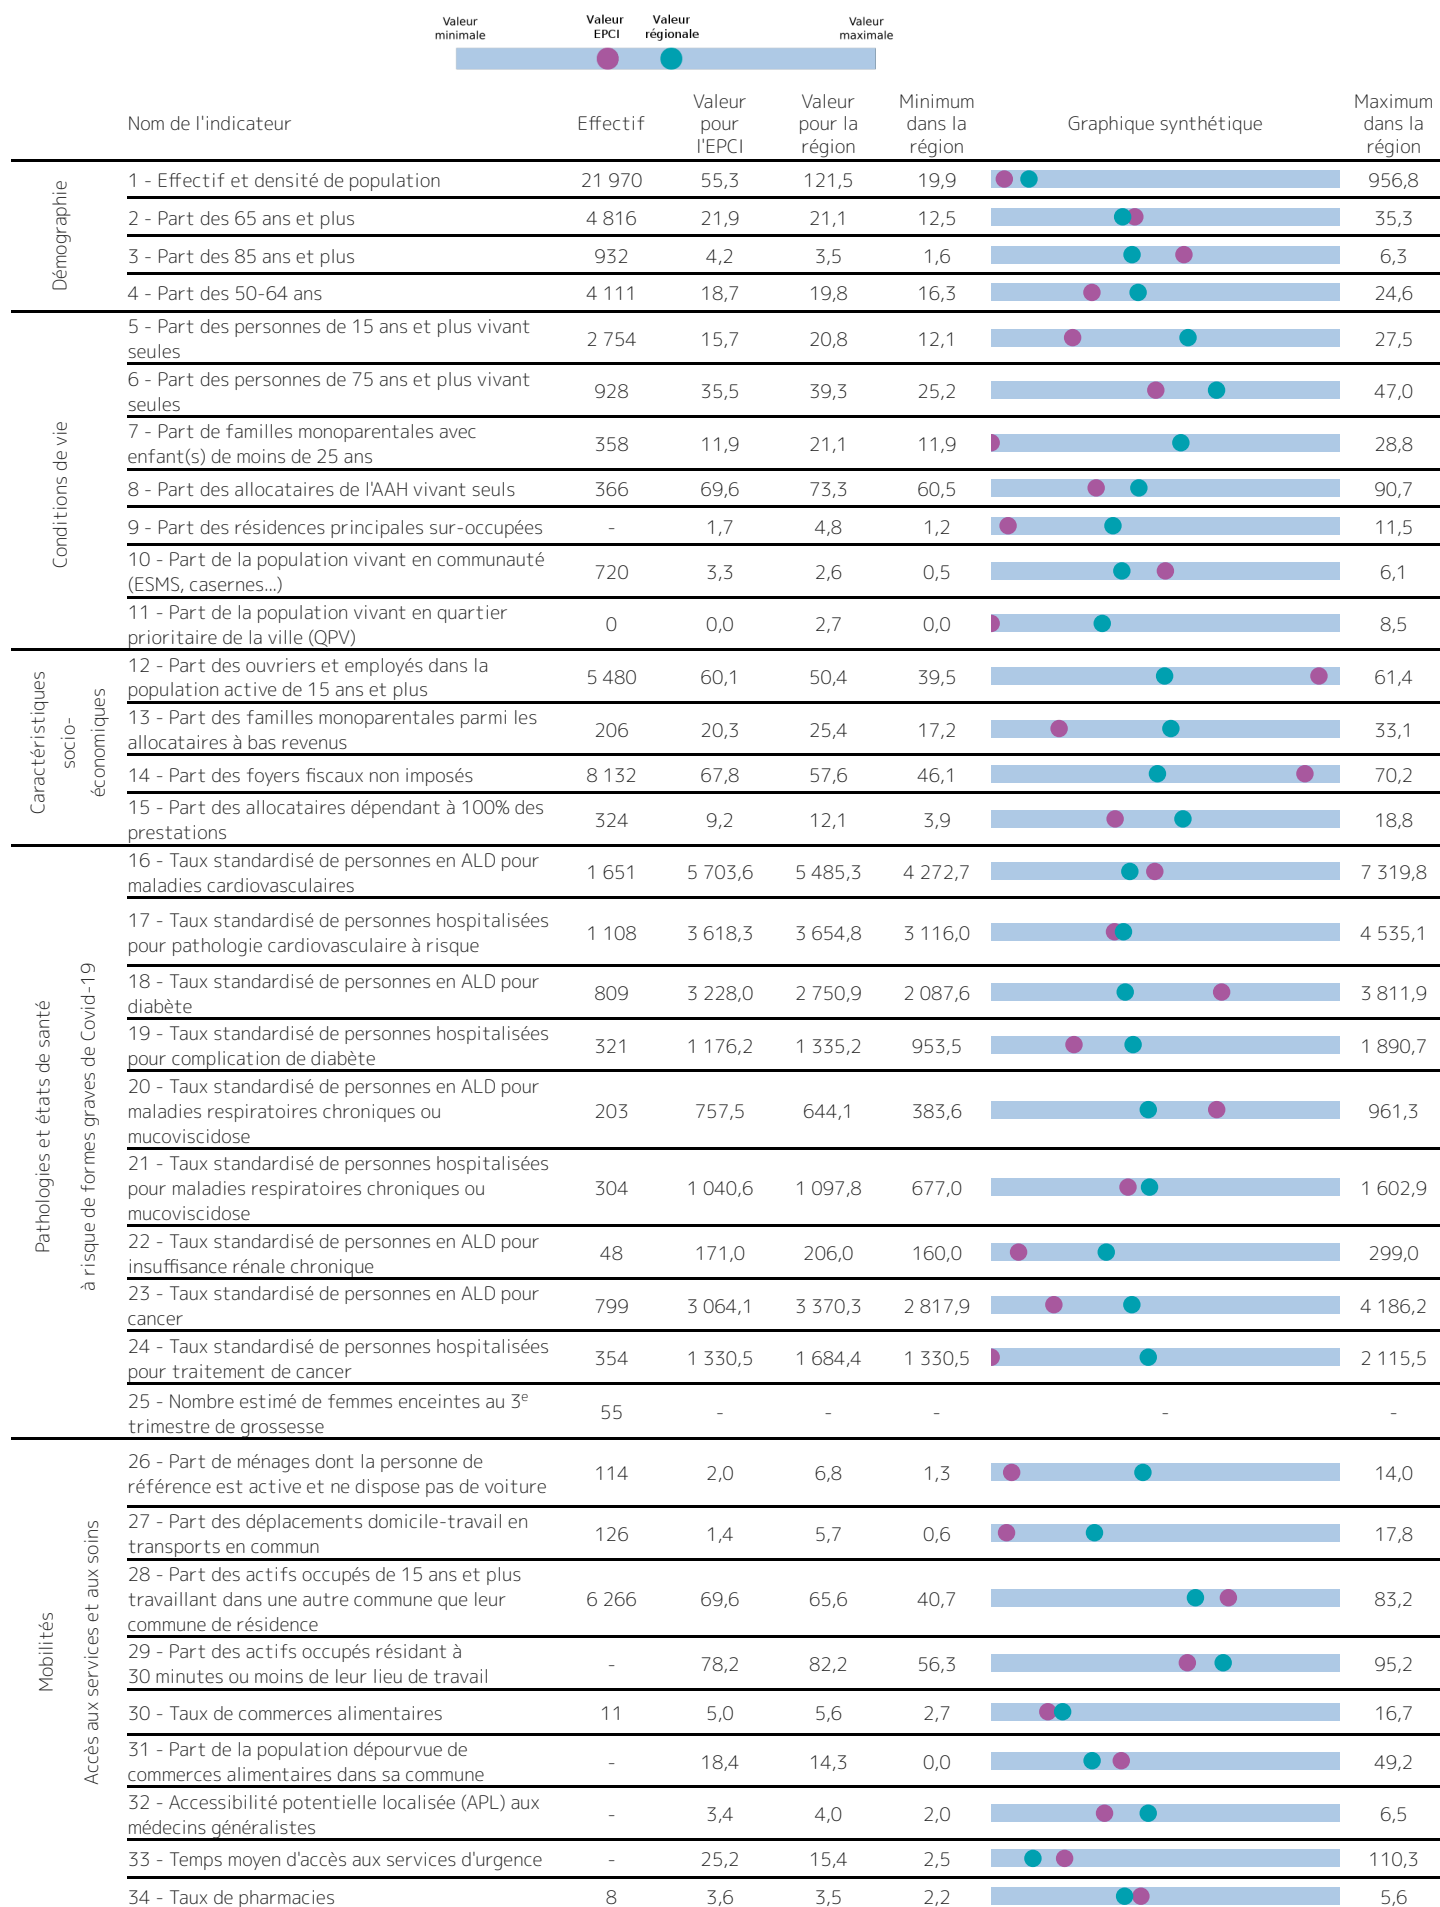 Valeur minimale
Valeur EPCI
Valeur régionale
Valeur maximale
Nom de l'indicateur Effectif Valeur pour l'EPCI Valeur pour la région Minimum dans la région Graphique synthétique Maximum dans la région
Démographie
1 - Effectif et densité de population 21 970 55,3 121,5 19,9 956,8
2 - Part des 65 ans et plus 4 816 21,9 21,1 12,5 35,3
3 - Part des 85 ans et plus 932 4,2 3,5 1,6 6,3
4 - Part des 50-64 ans 4 111 18,7 19,8 16,3 24,6
Conditions de vie
5 - Part des personnes de 15 ans et plus vivant
seules 2 754 15,7 20,8 12,1 27,5
6 - Part des personnes de 75 ans et plus vivant
seules 928 35,5 39,3 25,2 47,0
7 - Part de familles monoparentales avec
enfant(s) de moins de 25 ans 358 11,9 21,1 11,9 28,8
8 - Part des allocataires de l'AAH vivant seuls 366 69,6 73,3 60,5 90,7
9 - Part des résidences principales sur-occupées - 1,7 4,8 1,2 11,5
10 - Part de la population vivant en communauté
(ESMS, casernes...) 720 3,3 2,6 0,5 6,1
11 - Part de la population vivant en quartier
prioritaire de la ville (QPV) 0 0,0 2,7 0,0 8,5
Caractéristiques
socio-
économiques
12 - Part des ouvriers et employés dans la
population active de 15 ans et plus 5 480 60,1 50,4 39,5 61,4
13 - Part des familles monoparentales parmi les
allocataires à bas revenus 206 20,3 25,4 17,2 33,1
14 - Part des foyers fiscaux non imposés 8 132 67,8 57,6 46,1 70,2
15 - Part des allocataires dépendant à 100% des
prestations 324 9,2 12,1 3,9 18,8
Pathologies et états de santé
à risque de formes graves de Covid-19
16 - Taux standardisé de personnes en ALD pour
maladies cardiovasculaires 1 651 5 703,6 5 485,3 4 272,7 7 319,8
17 - Taux standardisé de personnes hospitalisées
pour pathologie cardiovasculaire à risque 1 108 3 618,3 3 654,8 3 116,0 4 535,1
18 - Taux standardisé de personnes en ALD pour
diabète 809 3 228,0 2 750,9 2 087,6 3 811,9
19 - Taux standardisé de personnes hospitalisées
pour complication de diabète 321 1 176,2 1 335,2 953,5 1 890,7
20 - Taux standardisé de personnes en ALD pour
maladies respiratoires chroniques ou
mucoviscidose 203 757,5 644,1 383,6 961,3
21 - Taux standardisé de personnes hospitalisées
pour maladies respiratoires chroniques ou
mucoviscidose 304 1 040,6 1 097,8 677,0 1 602,9
22 - Taux standardisé de personnes en ALD pour
insuffisance rénale chronique 48 171,0 206,0 160,0 299,0
23 - Taux standardisé de personnes en ALD pour
cancer 799 3 064,1 3 370,3 2 817,9 4 186,2
24 - Taux standardisé de personnes hospitalisées
pour traitement de cancer 354 1 330,5 1 684,4 1 330,5 2 115,5
25 - Nombre estimé de femmes enceintes au 3e
trimestre de grossesse 55 - - - - -
Mobilités
Accès aux services et aux soins
26 - Part de ménages dont la personne de
référence est active et ne dispose pas de voiture 114 2,0 6,8 1,3 14,0
27 - Part des déplacements domicile-travail en
transports en commun 126 1,4 5,7 0,6 17,8
28 - Part des actifs occupés de 15 ans et plus
travaillant dans une autre commune que leur
commune de résidence 6 266 69,6 65,6 40,7 83,2
29 - Part des actifs occupés résidant à
30 minutes ou moins de leur lieu de travail - 78,2 82,2 56,3 95,2
30 - Taux de commerces alimentaires 11 5,0 5,6 2,7 16,7
31 - Part de la population dépourvue de
commerces alimentaires dans sa commune - 18,4 14,3 0,0 49,2
32 - Accessibilité potentielle localisée (APL) aux
médecins généralistes - 3,4 4,0 2,0 6,5
33 - Temps moyen d'accès aux services d'urgence - 25,2 15,4 2,5 110,3
34 - Taux de pharmacies 8 3,6 3,5 2,2 5,6